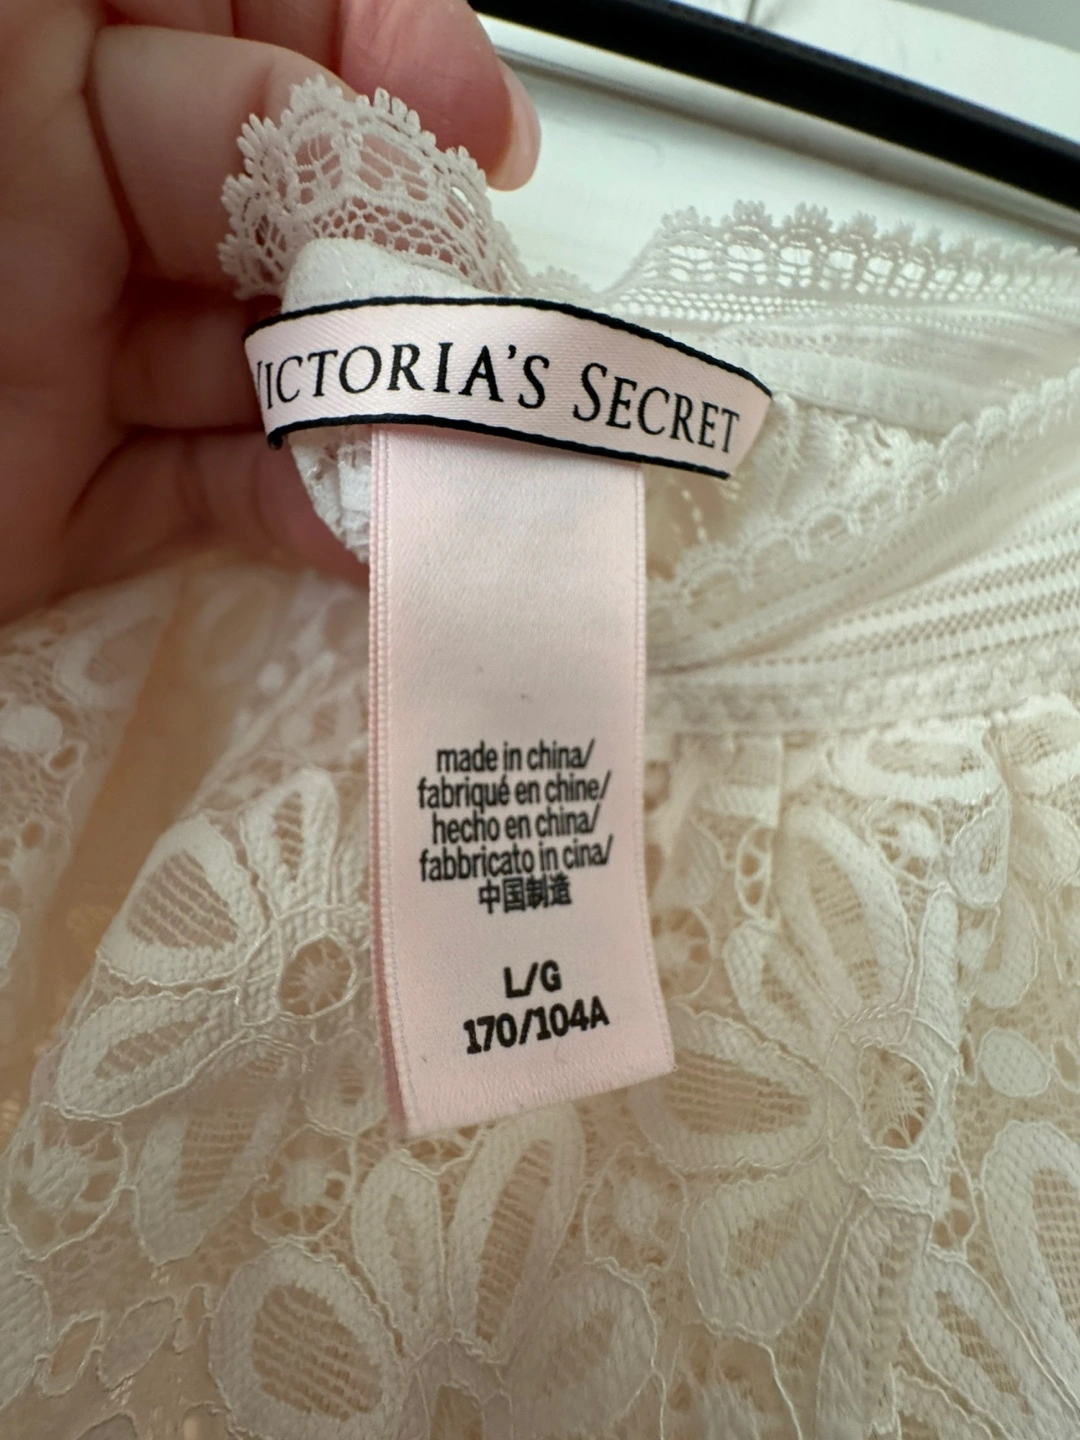 VICTORIA'S SECRET
made in china/
fabriqué en chine/
hecho en china/
fabbricato in cina/
中国制造
L/G
170/104A